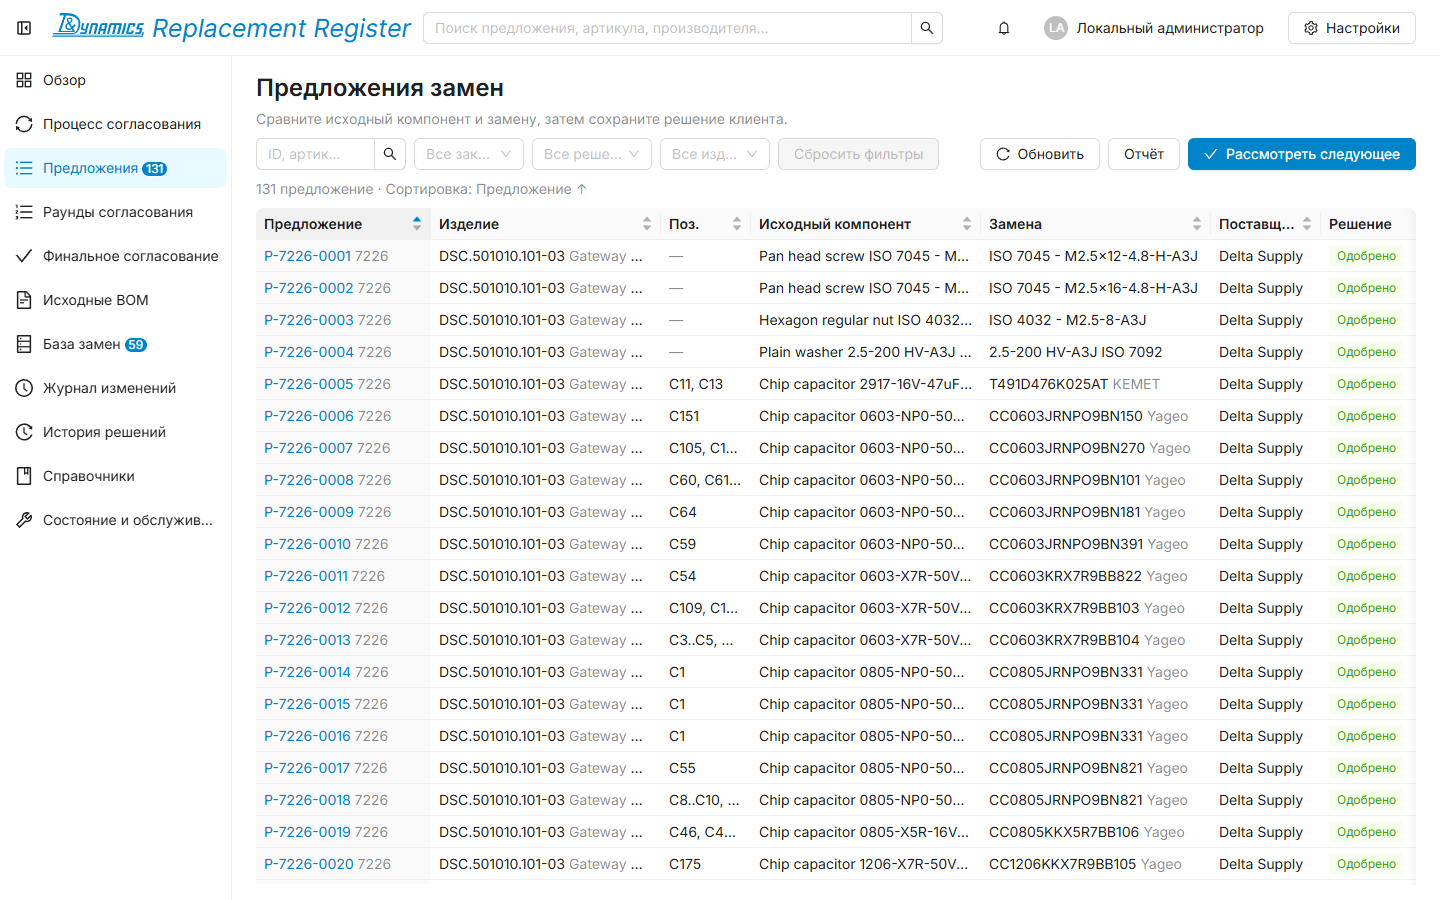 Dynamics Replacement Register
Поиск предложения, артикула, производителя...
LA Локальный администратор
Настройки
Обзор
Процесс согласования
Предложения 131
Раунды согласования
Финальное согласование
Исходные BOM
База замен 59
Журнал изменений
История решений
Справочники
Состояние и обслужив...
Предложения замен
Сравните исходный компонент и замену, затем сохраните решение клиента.
ID, артик... Все зак... Все реше... Все изд... Сбросить фильтры Обновить Отчёт Рассмотреть следующее
131 предложение · Сортировка: Предложение ↑
Предложение Изделие Поз. Исходный компонент Замена Поставщ... Решение
P-7226-0001 7226 DSC.501010.101-03 Gateway ... — Pan head screw ISO 7045 - M... ISO 7045 - M2.5×12-4.8-H-A3J Delta Supply Одобрено
P-7226-0002 7226 DSC.501010.101-03 Gateway ... — Pan head screw ISO 7045 - M... ISO 7045 - M2.5×16-4.8-H-A3J Delta Supply Одобрено
P-7226-0003 7226 DSC.501010.101-03 Gateway ... — Hexagon regular nut ISO 4032... ISO 4032 - M2.5-8-A3J Delta Supply Одобрено
P-7226-0004 7226 DSC.501010.101-03 Gateway ... — Plain washer 2.5-200 HV-A3J ... 2.5-200 HV-A3J ISO 7092 Delta Supply Одобрено
P-7226-0005 7226 DSC.501010.101-03 Gateway ... C11, C13 Chip capacitor 2917-16V-47uF... T491D476K025AT KEMET Delta Supply Одобрено
P-7226-0006 7226 DSC.501010.101-03 Gateway ... C151 Chip capacitor 0603-NP0-50... CC0603JRNPO9BN150 Yageo Delta Supply Одобрено
P-7226-0007 7226 DSC.501010.101-03 Gateway ... C105, C1... Chip capacitor 0603-NP0-50... CC0603JRNPO9BN270 Yageo Delta Supply Одобрено
P-7226-0008 7226 DSC.501010.101-03 Gateway ... C60, C61... Chip capacitor 0603-NP0-50... CC0603JRNPO9BN101 Yageo Delta Supply Одобрено
P-7226-0009 7226 DSC.501010.101-03 Gateway ... C64 Chip capacitor 0603-NP0-50... CC0603JRNPO9BN181 Yageo Delta Supply Одобрено
P-7226-0010 7226 DSC.501010.101-03 Gateway ... C59 Chip capacitor 0603-NP0-50... CC0603JRNPO9BN391 Yageo Delta Supply Одобрено
P-7226-0011 7226 DSC.501010.101-03 Gateway ... C54 Chip capacitor 0603-X7R-50V... CC0603KRX7R9BB822 Yageo Delta Supply Одобрено
P-7226-0012 7226 DSC.501010.101-03 Gateway ... C109, C1... Chip capacitor 0603-X7R-50V... CC0603KRX7R9BB103 Yageo Delta Supply Одобрено
P-7226-0013 7226 DSC.501010.101-03 Gateway ... C3..C5, ... Chip capacitor 0603-X7R-50V... CC0603KRX7R9BB104 Yageo Delta Supply Одобрено
P-7226-0014 7226 DSC.501010.101-03 Gateway ... C1 Chip capacitor 0805-NP0-50... CC0805JRNPO9BN331 Yageo Delta Supply Одобрено
P-7226-0015 7226 DSC.501010.101-03 Gateway ... C1 Chip capacitor 0805-NP0-50... CC0805JRNPO9BN331 Yageo Delta Supply Одобрено
P-7226-0016 7226 DSC.501010.101-03 Gateway ... C1 Chip capacitor 0805-NP0-50... CC0805JRNPO9BN331 Yageo Delta Supply Одобрено
P-7226-0017 7226 DSC.501010.101-03 Gateway ... C55 Chip capacitor 0805-NP0-50... CC0805JRNPO9BN821 Yageo Delta Supply Одобрено
P-7226-0018 7226 DSC.501010.101-03 Gateway ... C8..C10, ... Chip capacitor 0805-NP0-50... CC0805JRNPO9BN821 Yageo Delta Supply Одобрено
P-7226-0019 7226 DSC.501010.101-03 Gateway ... C46, C4... Chip capacitor 0805-X5R-16V... CC0805KKX5R7BB106 Yageo Delta Supply Одобрено
P-7226-0020 7226 DSC.501010.101-03 Gateway ... C175 Chip capacitor 1206-X7R-50V... CC1206KKX7R9BB105 Yageo Delta Supply Одобрено